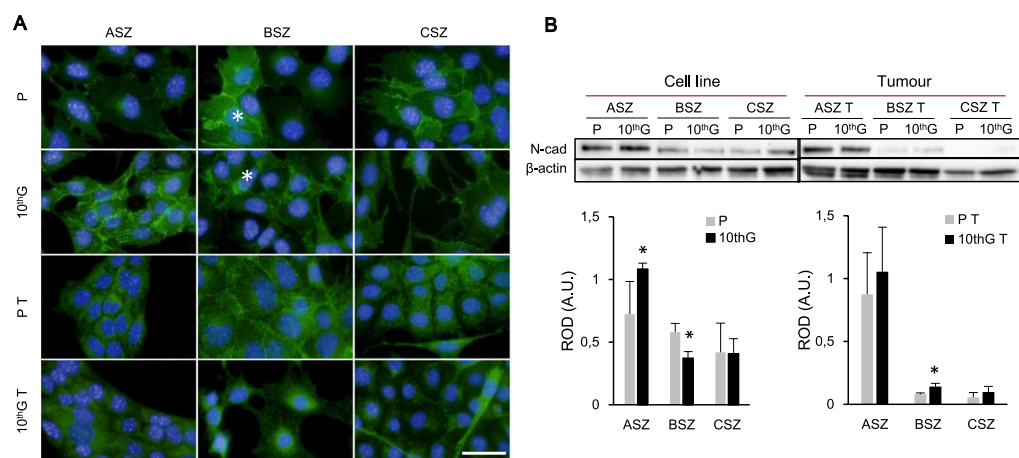 A
ASZ
BSZ
CSZ
P
*
10thG
*
P T
10thG T
B
Cell line
Tumour
ASZ
BSZ
CSZ
ASZ T
BSZ T
CSZ T
P 10thG P 10thG P 10thG P 10thG P 10thG P 10thG
N-cad
β-actin
1,5
1
0,5
0
ROD (A.U.)
P
10thG
*
*
ASZ
BSZ
CSZ
1,5
1
0,5
0
ROD (A.U.)
P T
10thG T
*
ASZ
BSZ
CSZ